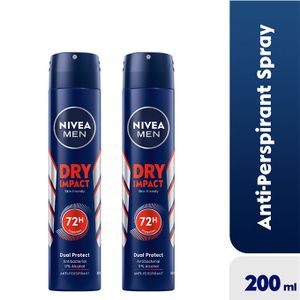 NIVEA
MEN
DRY
IMPACT
72H
Dual Protect
Antibacterial
0% Alcohol
ANTI-PERSPIRANT
NIVEA
MEN
DRY
IMPACT
72H
Dual Protect
Antibacterial
0% Alcohol
ANTI-PERSPIRANT
Anti-Perspirant Spray
200 ml